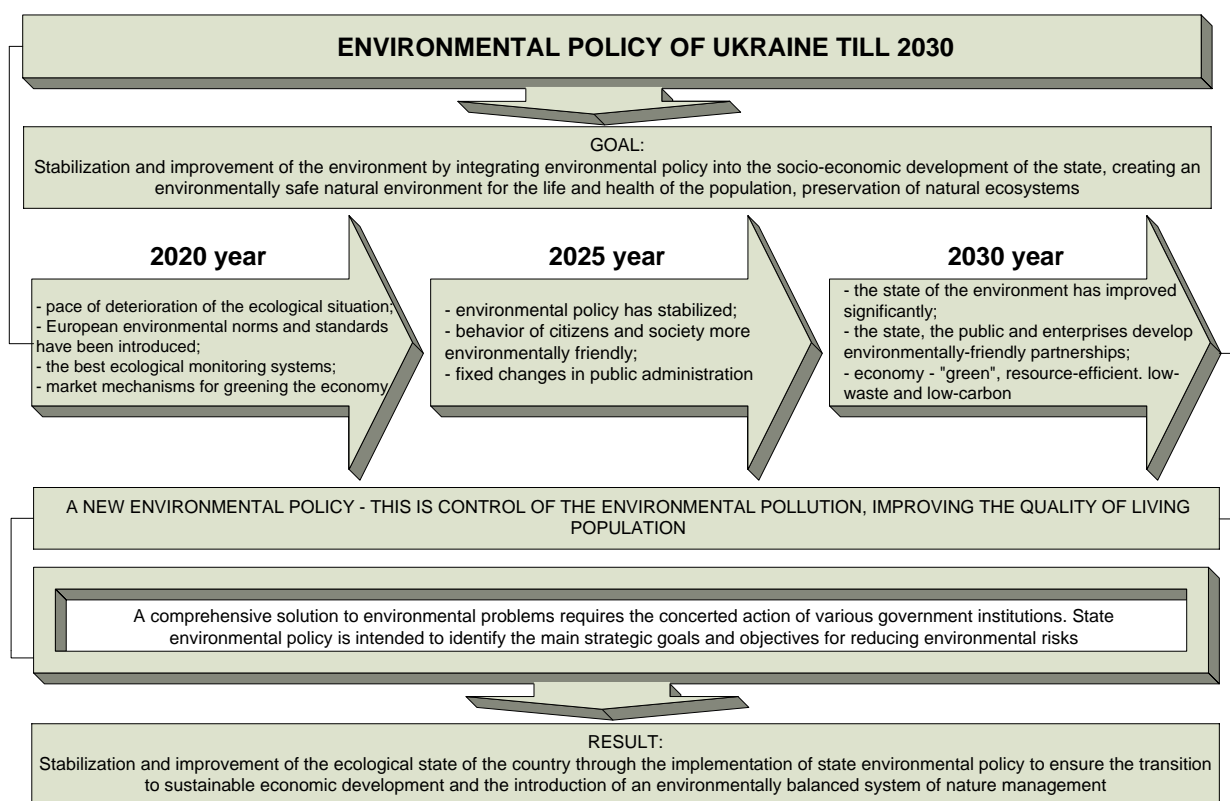 ENVIRONMENTAL POLICY OF UKRAINE TILL 2030
GOAL:
Stabilization and improvement of the environment by integrating environmental policy into the socio-economic development of the state, creating an
environmentally safe natural environment for the life and health of the population, preservation of natural ecosystems
2020 year
- pace of deterioration of the ecological situation;
- European environmental norms and standards
have been introduced;
- the best ecological monitoring systems;
- market mechanisms for greening the economy
2025 year
- environmental policy has stabilized;
- behavior of citizens and society more
environmentally friendly;
- fixed changes in public administration
2030 year
- the state of the environment has improved
significantly;
- the state, the public and enterprises develop
environmentally-friendly partnerships;
- economy - "green", resource-efficient. low-
waste and low-carbon
A NEW ENVIRONMENTAL POLICY - THIS IS CONTROL OF THE ENVIRONMENTAL POLLUTION, IMPROVING THE QUALITY OF LIVING
POPULATION
A comprehensive solution to environmental problems requires the concerted action of various government institutions. State
environmental policy is intended to identify the main strategic goals and objectives for reducing environmental risks
RESULT:
Stabilization and improvement of the ecological state of the country through the implementation of state environmental policy to ensure the transition
to sustainable economic development and the introduction of an environmentally balanced system of nature management